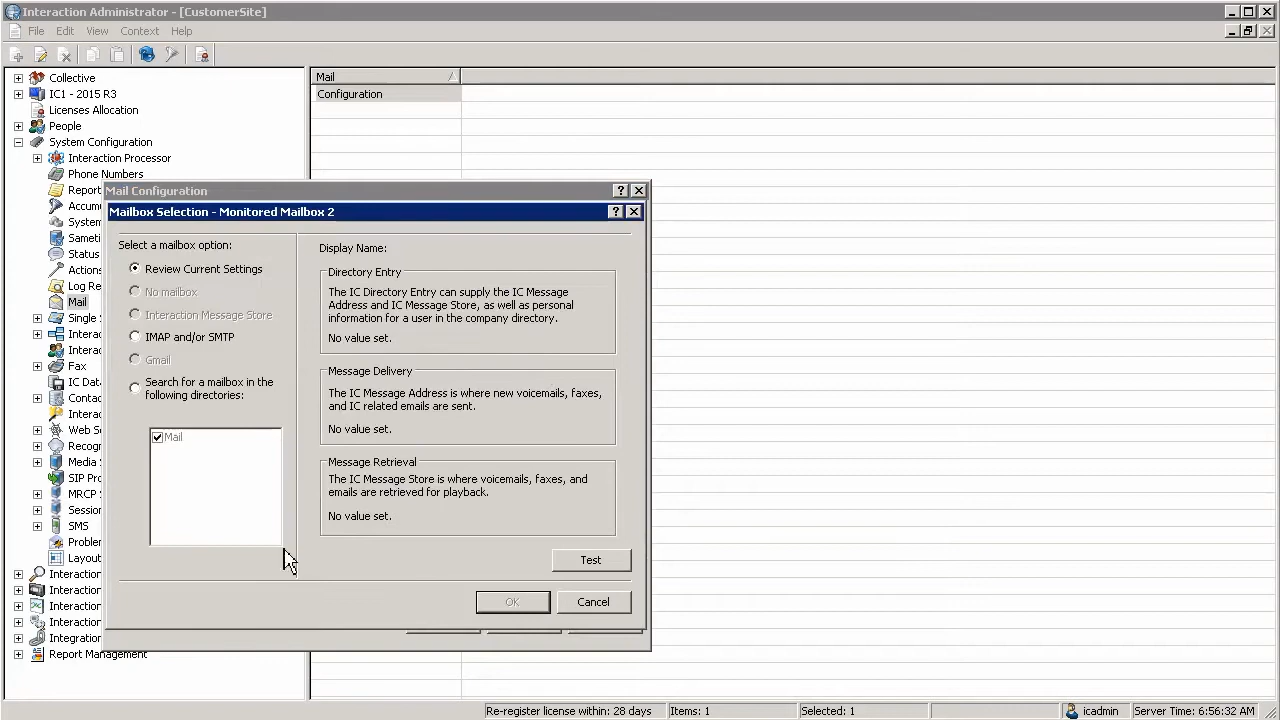 Interaction Administrator - [CustomerSite]
File Edit View Context Help
Collective
IC1 - 2015 R3
Licenses Allocation
People
System Configuration
Interaction Processor
Phone Numbers
Report
Accum
System
Sameti
Status
Actions
Log Re
Mail
Single S
Interac
Interac
Fax
IC Dat
Contac
Interac
Web S
Recog
Media S
SIP Pro
MRCP S
Session
SMS
Problem
Layout
Interaction
Interaction
Interaction
Interaction
Integration
Report Management
Mail
Configuration
Mail Configuration
Mailbox Selection - Monitored Mailbox 2
Select a mailbox option:
Review Current Settings
No mailbox
Interaction Message Store
IMAP and/or SMTP
Gmail
Search for a mailbox in the
following directories:
Mail
Display Name:
Directory Entry
The IC Directory Entry can supply the IC Message
Address and IC Message Store, as well as personal
information for a user in the company directory.
No value set.
Message Delivery
The IC Message Address is where new voicemails, faxes,
and IC related emails are sent.
No value set.
Message Retrieval
The IC Message Store is where voicemails, faxes, and
emails are retrieved for playback.
No value set.
Test
OK Cancel
Re-register license within: 28 days Items: 1 Selected: 1 icadmin Server Time: 6:56:32 AM